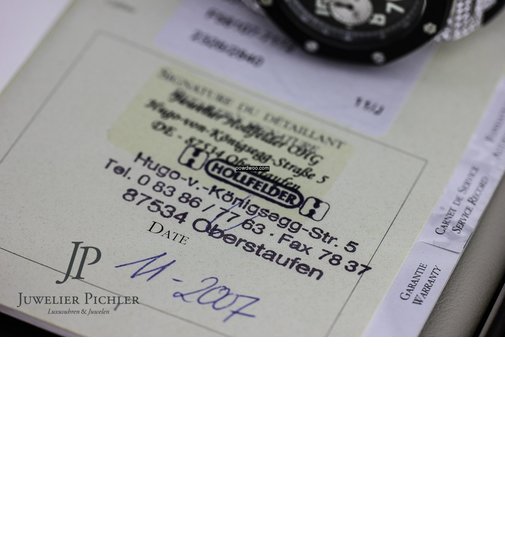 11/J
SIGNATURE DU DÉTAILLANT
Hugo-von-Königsegg-Straße 5
DE - 87534 Oberstaufen
HÖLLFELDER
Hugo-v.-Königsegg-Str. 5
Tel. 0 83 86 / 77 63 · Fax 78 37
87534 Oberstaufen
DATE
11-2007
CARNET DE SERVICE
SERVICE RECORD
GARANTIE
WARRANTY
JP
JUWELIER PICHLER
Luxusuhren & Juwelen